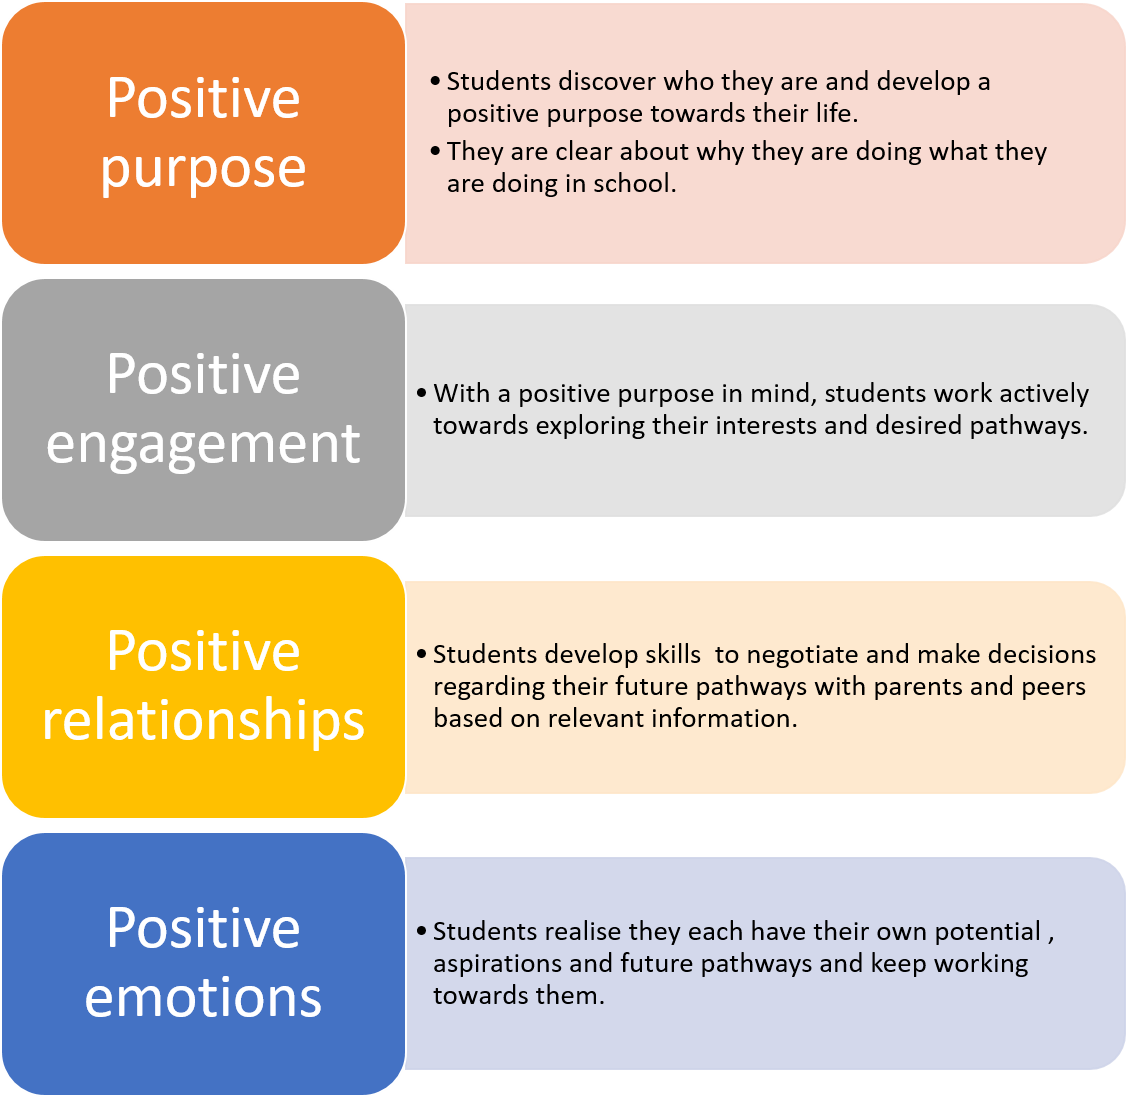 Positive
purpose
• Students discover who they are and develop a
positive purpose towards their life.
• They are clear about why they are doing what they
are doing in school.
Positive
engagement
• With a positive purpose in mind, students work actively
towards exploring their interests and desired pathways.
Positive
relationships
• Students develop skills  to negotiate and make decisions
regarding their future pathways with parents and peers
based on relevant information.
Positive
emotions
• Students realise they each have their own potential ,
aspirations and future pathways and keep working
towards them.